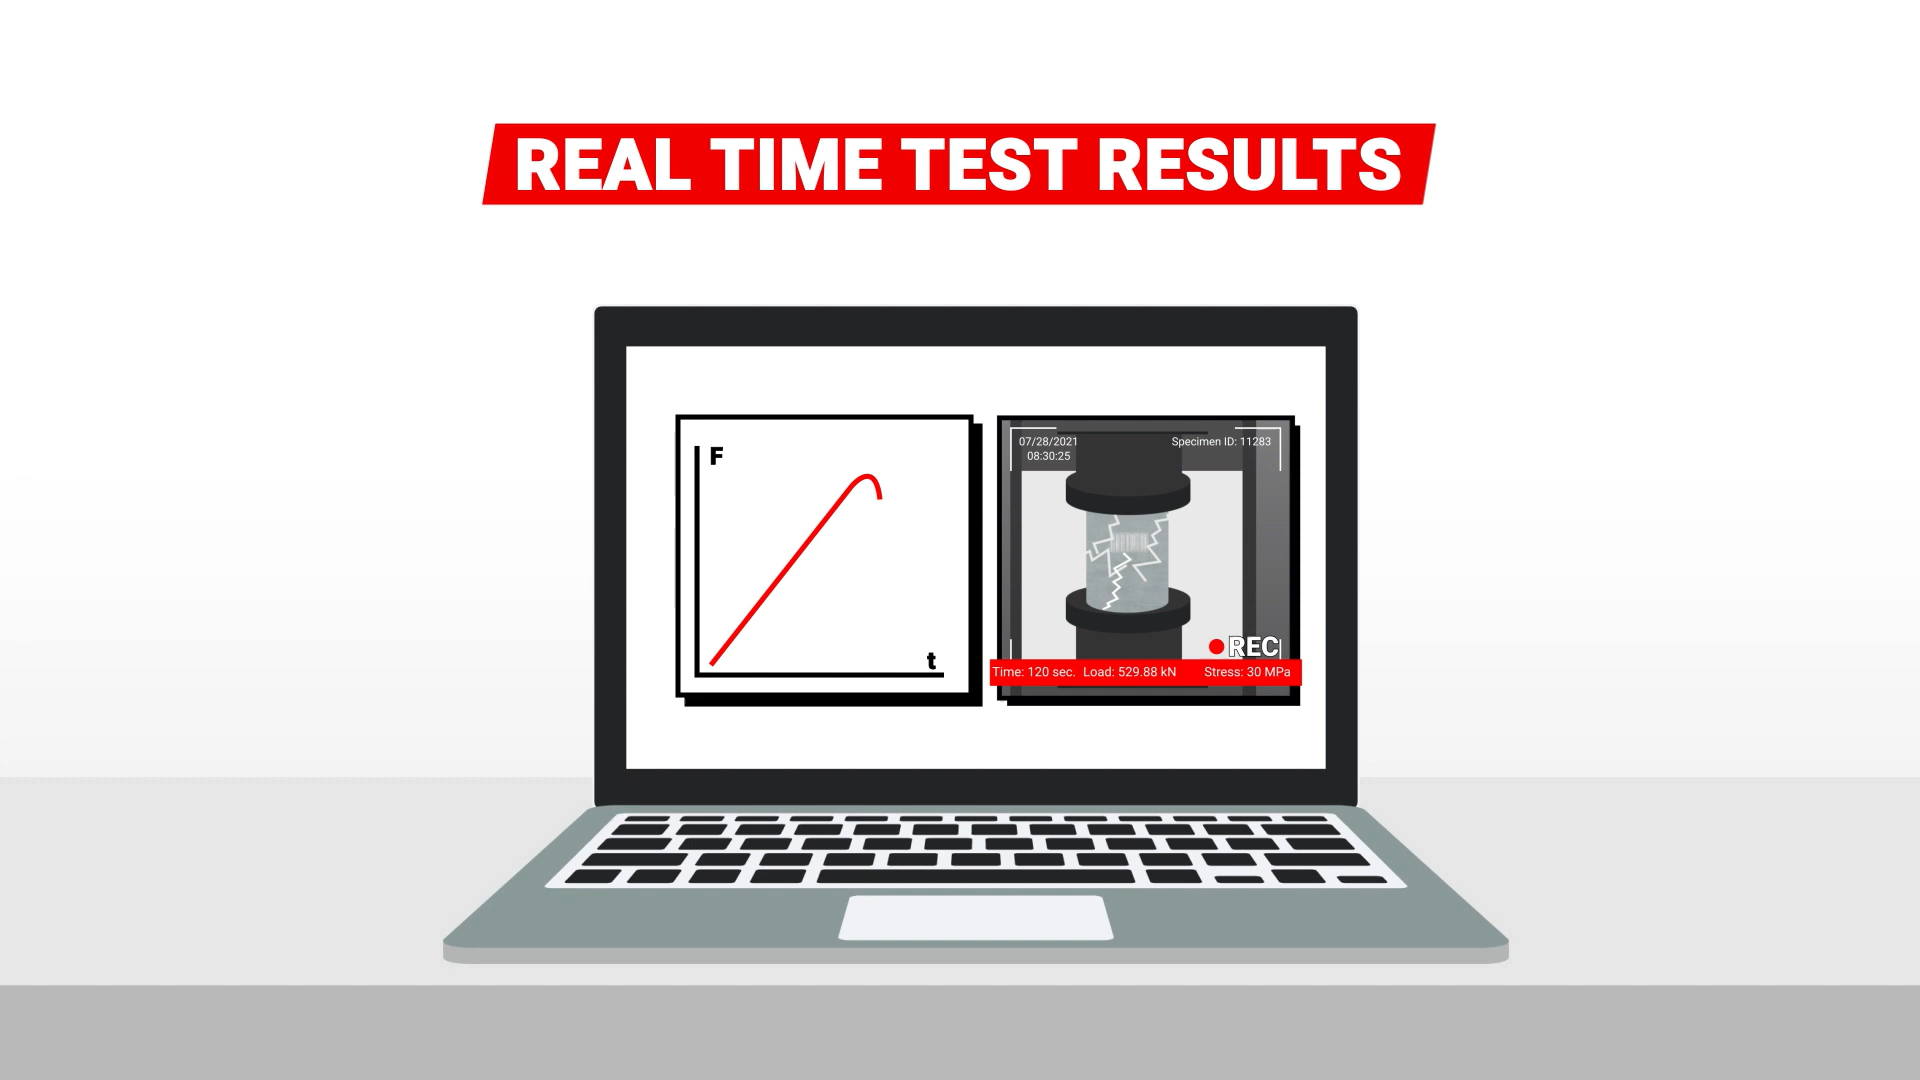 REAL TIME TEST RESULTS
F
t
07/28/2021
08:30:25
Specimen ID: 11283
REC
Time: 120 sec. Load: 529.88 kN Stress: 30 MPa